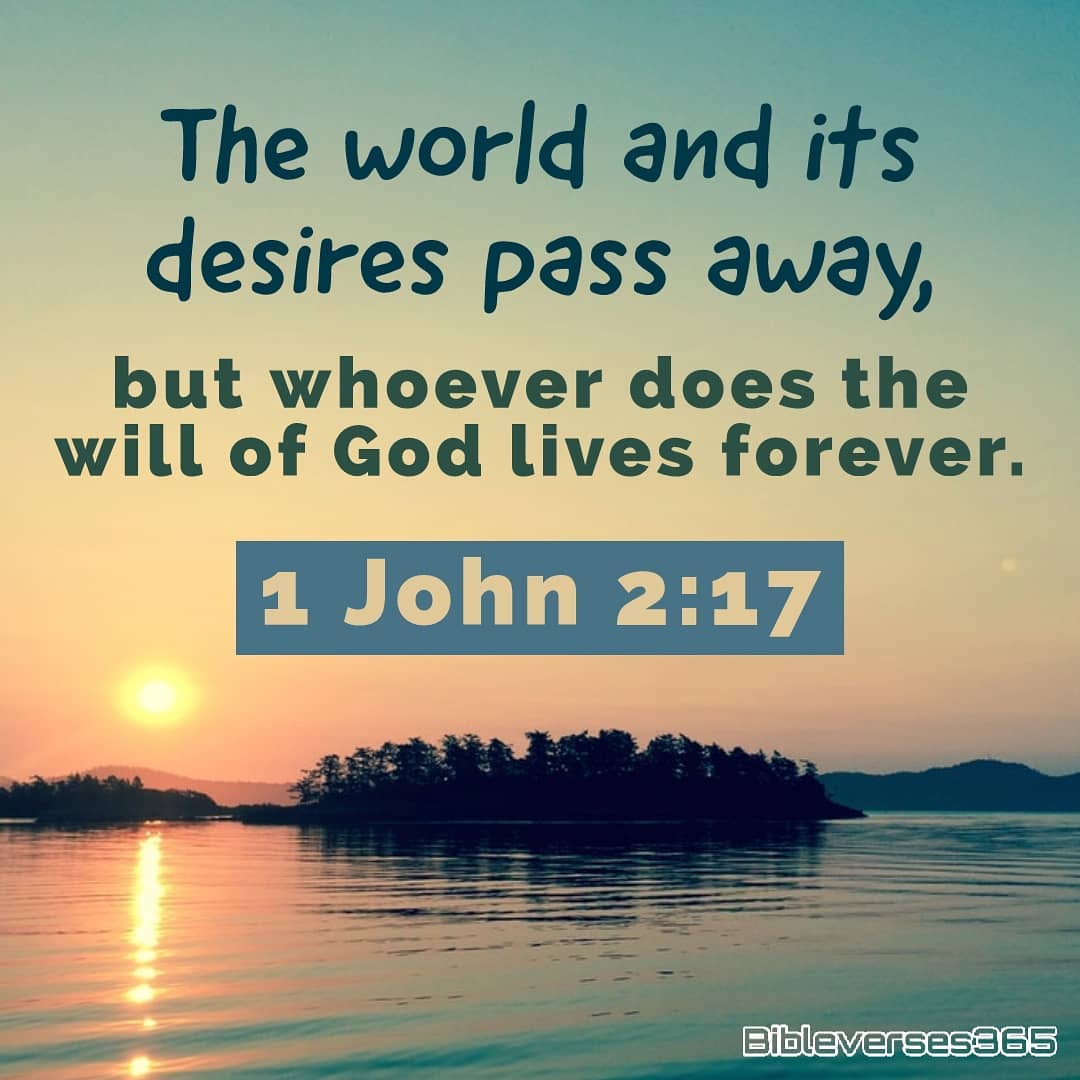 The world and its
desires pass away,
but whoever does the
will of God lives forever.
1 John 2:17
Bibleverses365